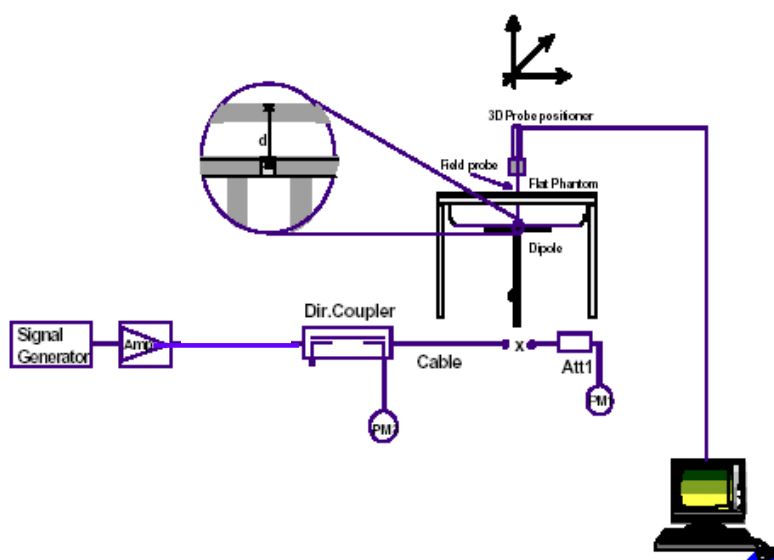 3D Probe positioner
d
Field probe
Flat Phantom
Dipole
Dir.Coupler
Signal
Generator
Amp
Cable
x
Att1
PM1
PM2